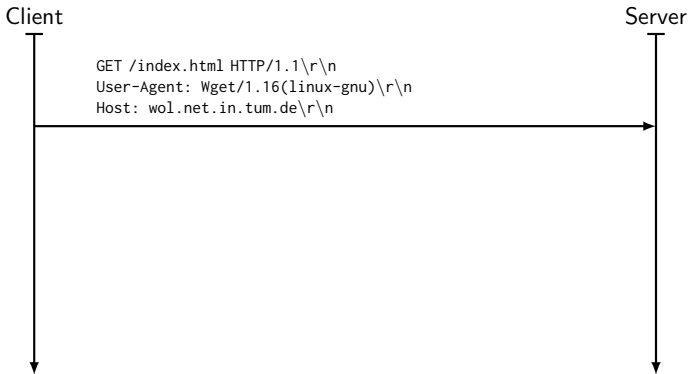 Client
Server
GET /index.html HTTP/1.1\r\n
User-Agent: Wget/1.16(linux-gnu)\r\n
Host: wol.net.in.tum.de\r\n